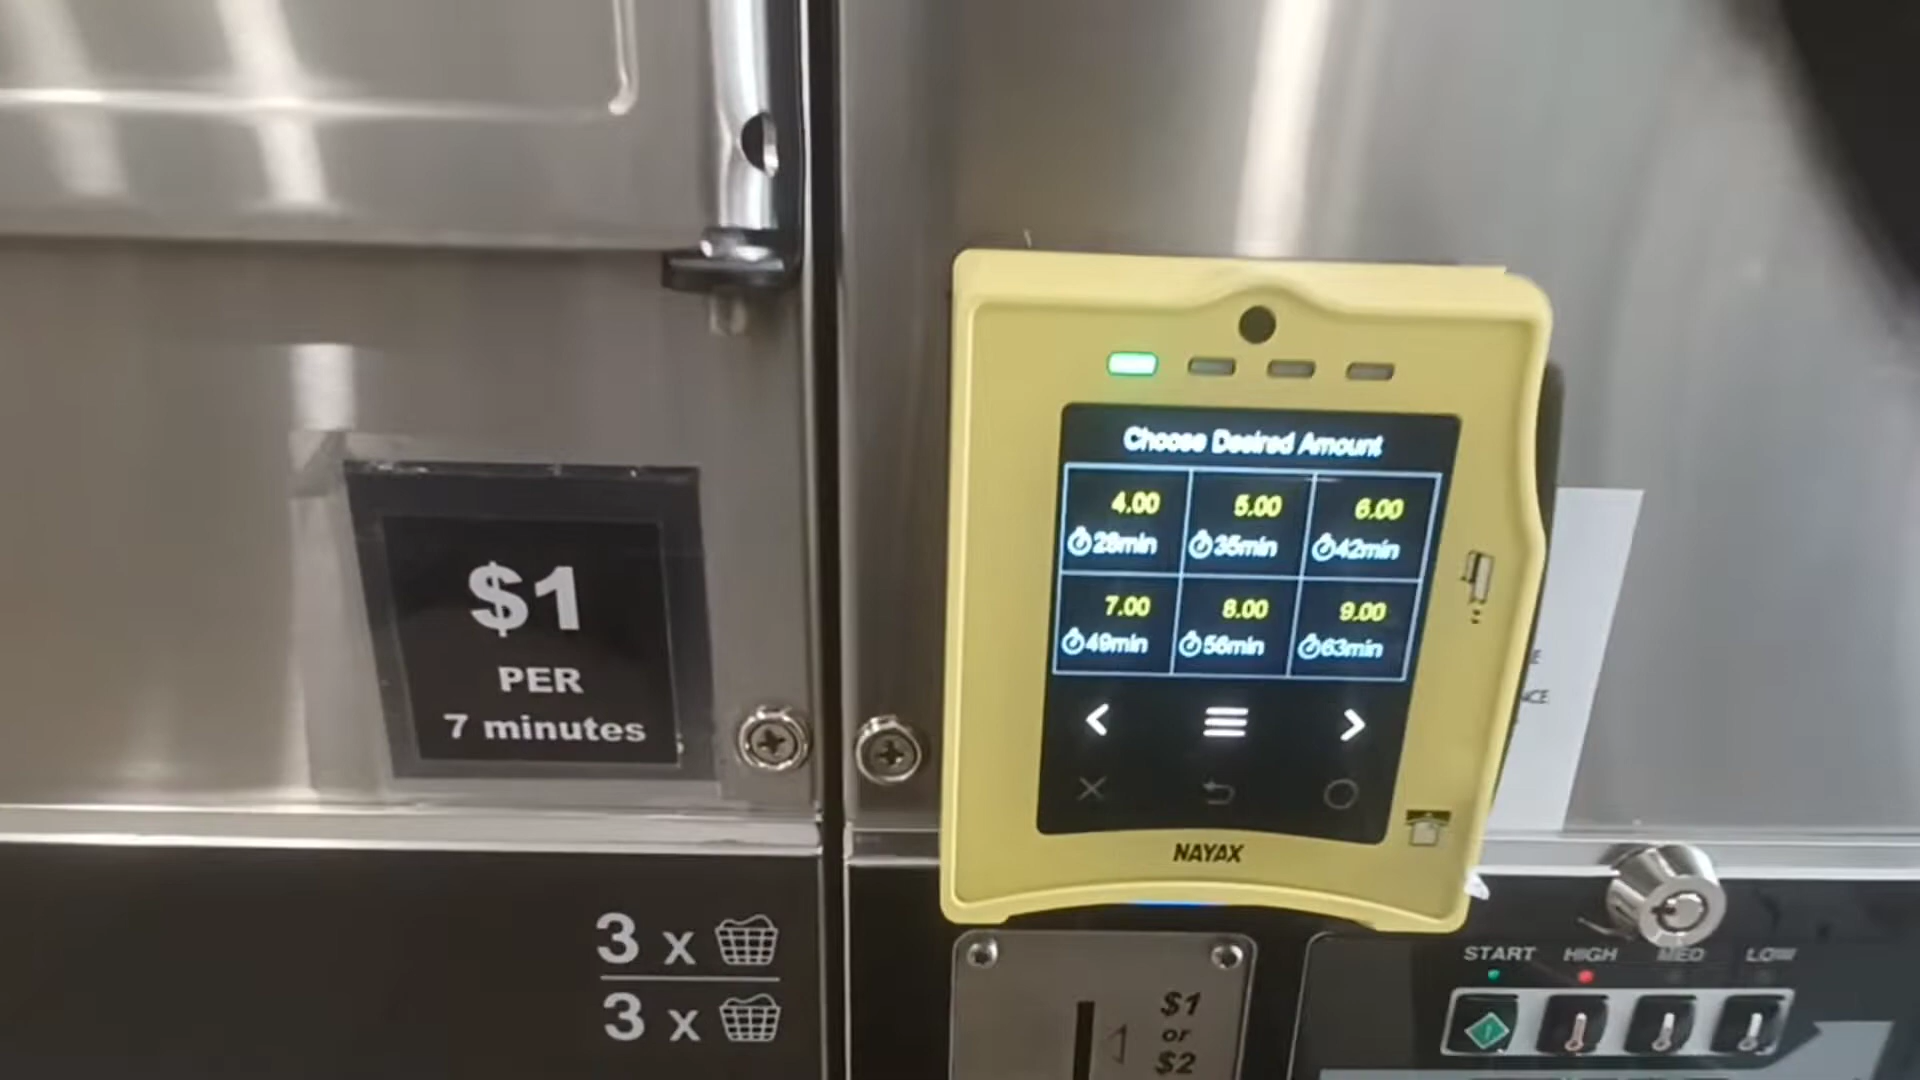 $1
PER
7 minutes
3 x
3 x
Choose Desired Amount
4.00 5.00 6.00
28min 35min 42min
7.00 8.00 9.00
49min 56min 63min
NAYAX
START HIGH MED LOW
$1
or
$2